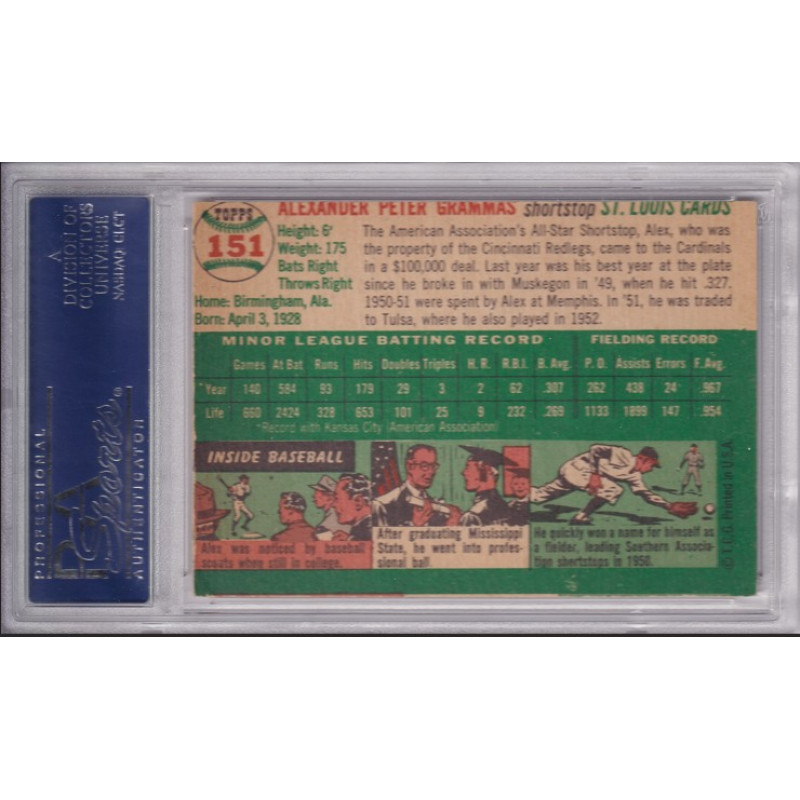 A
DIVISION OF
COLLECTORS
UNIVERSE
NASDAQ: CLCT
PROFESSIONAL
PSA
Sports®
AUTHENTICATOR
TOPPS
151
ALEXANDER PETER GRAMMAS shortstop ST. LOUIS CARDS
Height: 6'
Weight: 175
Bats Right
Throws Right
Home: Birmingham, Ala.
Born: April 3, 1928
The American Association's All-Star Shortstop, Alex, who was
the property of the Cincinnati Redlegs, came to the Cardinals
in a $100,000 deal. Last year was his best year at the plate
since he broke in with Muskegon in '49, when he hit .327.
1950-51 were spent by Alex at Memphis. In '51, he was traded
to Tulsa, where he also played in 1952.
MINOR LEAGUE BATTING RECORD FIELDING RECORD
Games At Bat Runs Hits Doubles Triples H. R. R.B.I. B. Avg. P. O. Assists Errors F. Avg.
*Year 140 584 93 179 29 3 2 62 .307 262 438 24 .967
Life 660 2424 328 653 101 25 9 232 .269 1133 1899 147 .954
*Record with Kansas City (American Association)
INSIDE BASEBALL
Alex was noticed by baseball
scouts when still in college.
After graduating Mississippi
State, he went into profes-
sional ball.
He quickly won a name for himself as
a fielder, leading Southern Associa-
tion shortstops in 1950.
© T. C. G. Printed in U.S.A.